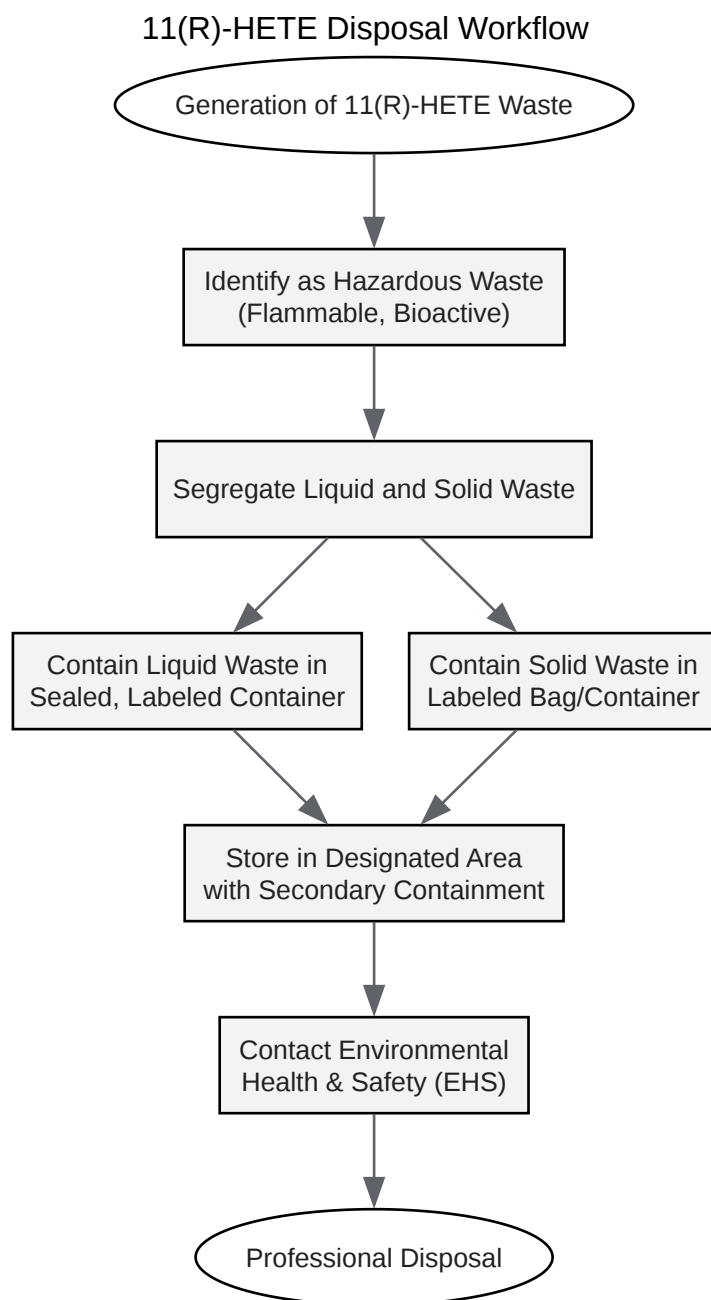 11(R)-HETE Disposal Workflow
Generation of 11(R)-HETE Waste
Identify as Hazardous Waste
(Flammable, Bioactive)
Segregate Liquid and Solid Waste
Contain Liquid Waste in
Sealed, Labeled Container
Contain Solid Waste in
Labeled Bag/Container
Store in Designated Area
with Secondary Containment
Contact Environmental
Health & Safety (EHS)
Professional Disposal